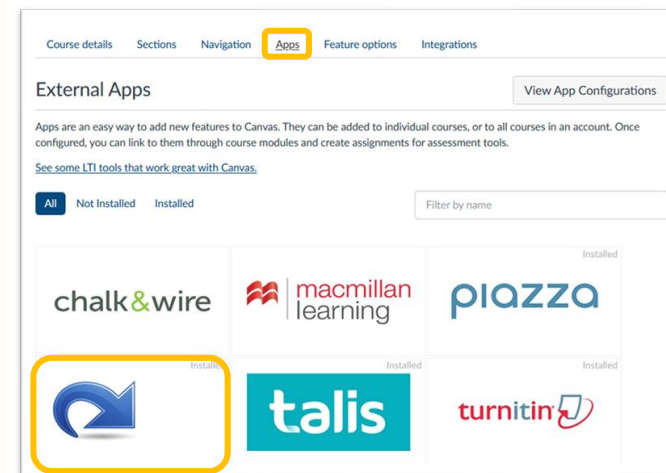 Course details Sections Navigation Apps Feature options Integrations
External Apps View App Configurations
Apps are an easy way to add new features to Canvas. They can be added to individual courses, or to all courses in an account. Once
configured, you can link to them through course modules and create assignments for assessment tools.
See some LTI tools that work great with Canvas.
All Not Installed Installed Filter by name
Installed
chalk&wire macmillan learning piazza
Installed Installed Installed
talis turnitin